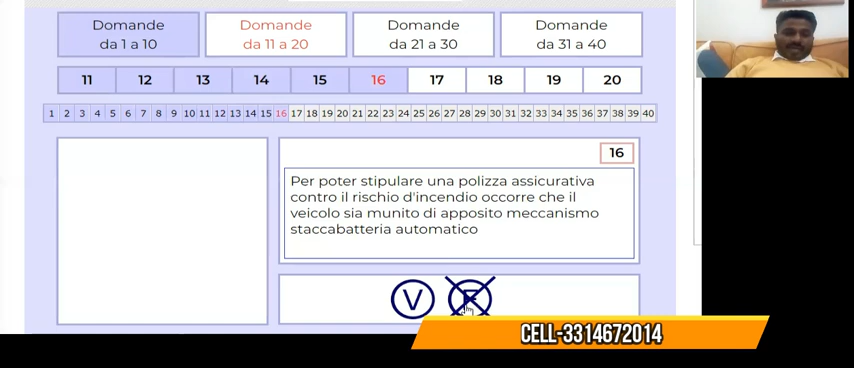 Domande
da 1 a 10
Domande
da 11 a 20
Domande
da 21 a 30
Domande
da 31 a 40
11 12 13 14 15 16 17 18 19 20
1 2 3 4 5 6 7 8 9 10 11 12 13 14 15 16 17 18 19 20 21 22 23 24 25 26 27 28 29 30 31 32 33 34 35 36 37 38 39 40
16
Per poter stipulare una polizza assicurativa
contro il rischio d'incendio occorre che il
veicolo sia munito di apposito meccanismo
staccabatteria automatico
V F
CELL-3314672014